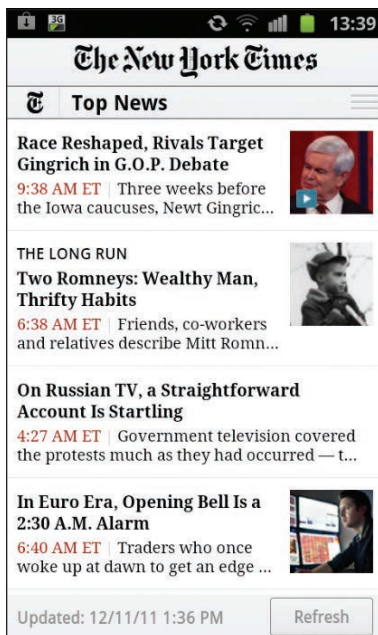 3G 13:39
The New York Times
T Top News
Race Reshaped, Rivals Target
Gingrich in G.O.P. Debate
9:38 AM ET | Three weeks before
the Iowa caucuses, Newt Gingric...
THE LONG RUN
Two Romneys: Wealthy Man,
Thrifty Habits
6:38 AM ET | Friends, co-workers
and relatives describe Mitt Romn...
On Russian TV, a Straightforward
Account Is Startling
4:27 AM ET | Government television covered
the protests much as they had occurred — t...
In Euro Era, Opening Bell Is a
2:30 A.M. Alarm
6:40 AM ET | Traders who once
woke up at dawn to get an edge ...
Updated: 12/11/11 1:36 PM Refresh